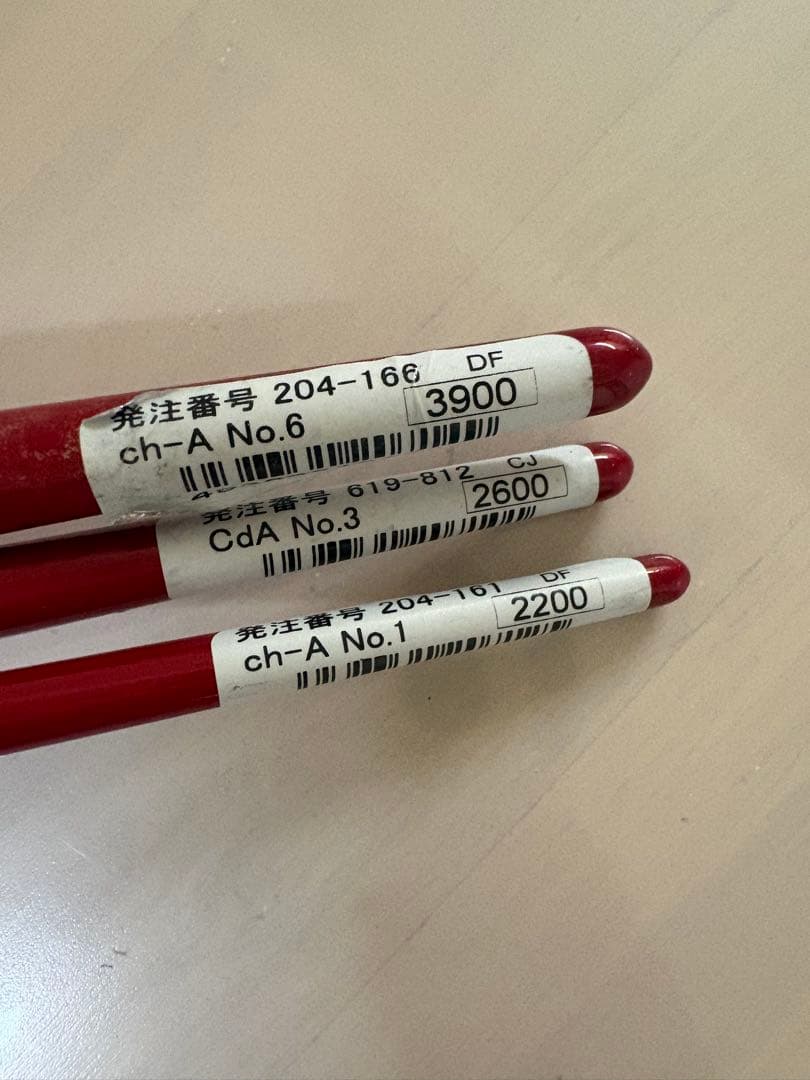 発注番号 204-166 DF
ch-A No.6 3900
発注番号 619-812 CJ
CdA No.3 2600
発注番号 204-161 DF
ch-A No.1 2200